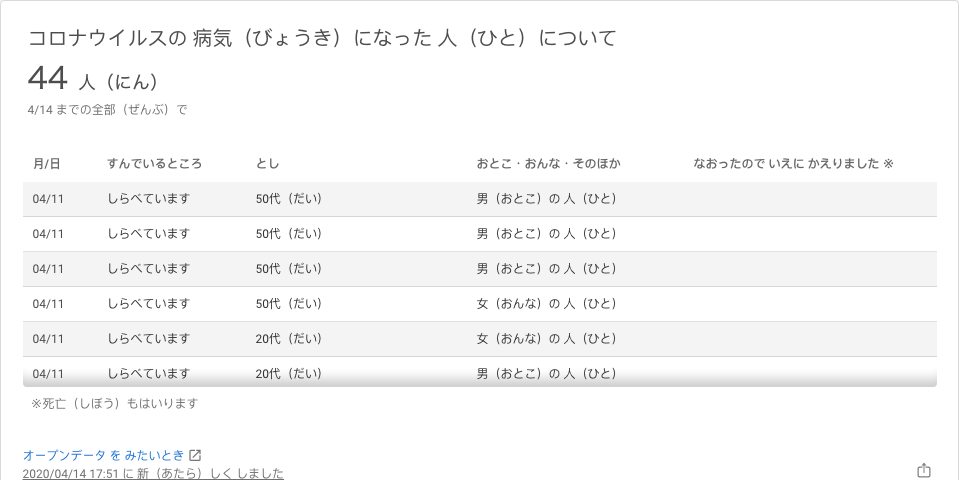 コロナウイルスの 病気（びょうき）になった 人（ひと）について
44 人（にん）
4/14 までの全部（ぜんぶ）で
月/日 すんでいるところ とし おとこ・おんな・そのほか なおったので いえに かえりました ※
04/11 しらべています 50代（だい） 男（おとこ）の 人（ひと）
04/11 しらべています 50代（だい） 男（おとこ）の 人（ひと）
04/11 しらべています 50代（だい） 男（おとこ）の 人（ひと）
04/11 しらべています 50代（だい） 女（おんな）の 人（ひと）
04/11 しらべています 20代（だい） 女（おんな）の 人（ひと）
04/11 しらべています 20代（だい） 男（おとこ）の 人（ひと）
※死亡（しぼう）もはいります
オープンデータ を みたいとき
2020/04/14 17:51 に 新（あたら）しく しました